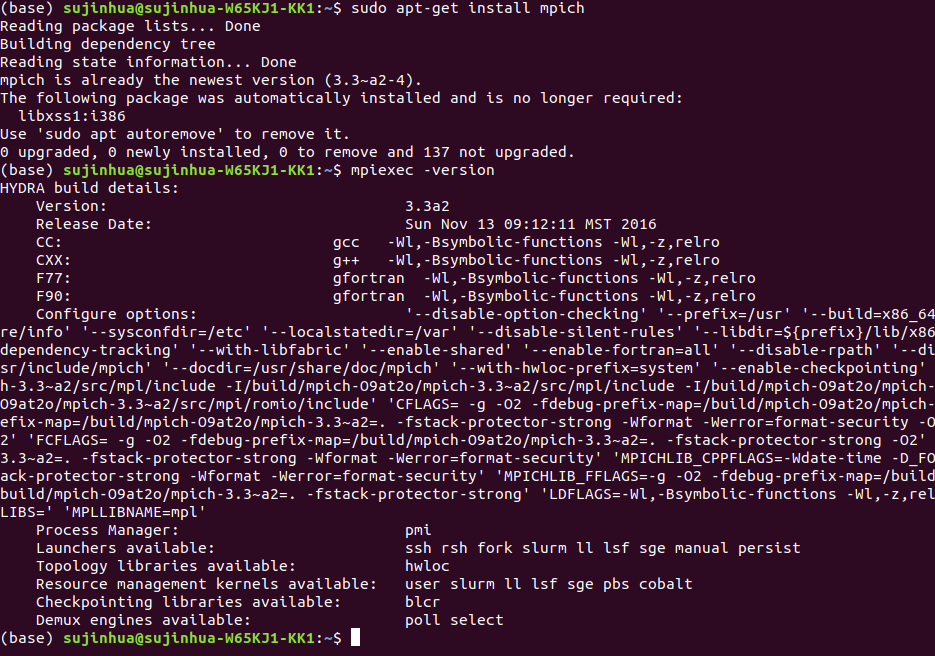 (base) sujinhua@sujinhua-W65KJ1-KK1:~$ sudo apt-get install mpich
Reading package lists... Done
Building dependency tree
Reading state information... Done
mpich is already the newest version (3.3~a2-4).
The following package was automatically installed and is no longer required:
  libxss1:i386
Use 'sudo apt autoremove' to remove it.
0 upgraded, 0 newly installed, 0 to remove and 137 not upgraded.
(base) sujinhua@sujinhua-W65KJ1-KK1:~$ mpiexec -version
HYDRA build details:
    Version:                                 3.3a2
    Release Date:                            Sun Nov 13 09:12:11 MST 2016
    CC:                              gcc   -Wl,-Bsymbolic-functions -Wl,-z,relro
    CXX:                             g++   -Wl,-Bsymbolic-functions -Wl,-z,relro
    F77:                             gfortran  -Wl,-Bsymbolic-functions -Wl,-z,relro
    F90:                             gfortran  -Wl,-Bsymbolic-functions -Wl,-z,relro
    Configure options:                       '--disable-option-checking' '--prefix=/usr' '--build=x86_64
re/info' '--sysconfdir=/etc' '--localstatedir=/var' '--disable-silent-rules' '--libdir=${prefix}/lib/x86
dependency-tracking' '--with-libfabric' '--enable-shared' '--enable-fortran=all' '--disable-rpath' '--di
sr/include/mpich' '--docdir=/usr/share/doc/mpich' '--with-hwloc-prefix=system' '--enable-checkpointing'
h-3.3~a2/src/mpl/include -I/build/mpich-O9at2o/mpich-3.3~a2/src/mpl/include -I/build/mpich-O9at2o/mpich-
O9at2o/mpich-3.3~a2/src/mpi/romio/include' 'CFLAGS= -g -O2 -fdebug-prefix-map=/build/mpich-O9at2o/mpich-
efix-map=/build/mpich-O9at2o/mpich-3.3~a2=. -fstack-protector-strong -Wformat -Werror=format-security -O
2' 'FCFLAGS= -g -O2 -fdebug-prefix-map=/build/mpich-O9at2o/mpich-3.3~a2=. -fstack-protector-strong -O2'
3.3~a2=. -fstack-protector-strong -Wformat -Werror=format-security' 'MPICHLIB_CPPFLAGS=-Wdate-time -D_FO
ack-protector-strong -Wformat -Werror=format-security' 'MPICHLIB_FFLAGS=-g -O2 -fdebug-prefix-map=/build
build/mpich-O9at2o/mpich-3.3~a2=. -fstack-protector-strong' 'LDFLAGS=-Wl,-Bsymbolic-functions -Wl,-z,rel
LIBS=' 'MPLLIBNAME=mpl'
    Process Manager:                         pmi
    Launchers available:                     ssh rsh fork slurm ll lsf sge manual persist
    Topology libraries available:            hwloc
    Resource management kernels available:   user slurm ll lsf sge pbs cobalt
    Checkpointing libraries available:       blcr
    Demux engines available:                 poll select
(base) sujinhua@sujinhua-W65KJ1-KK1:~$